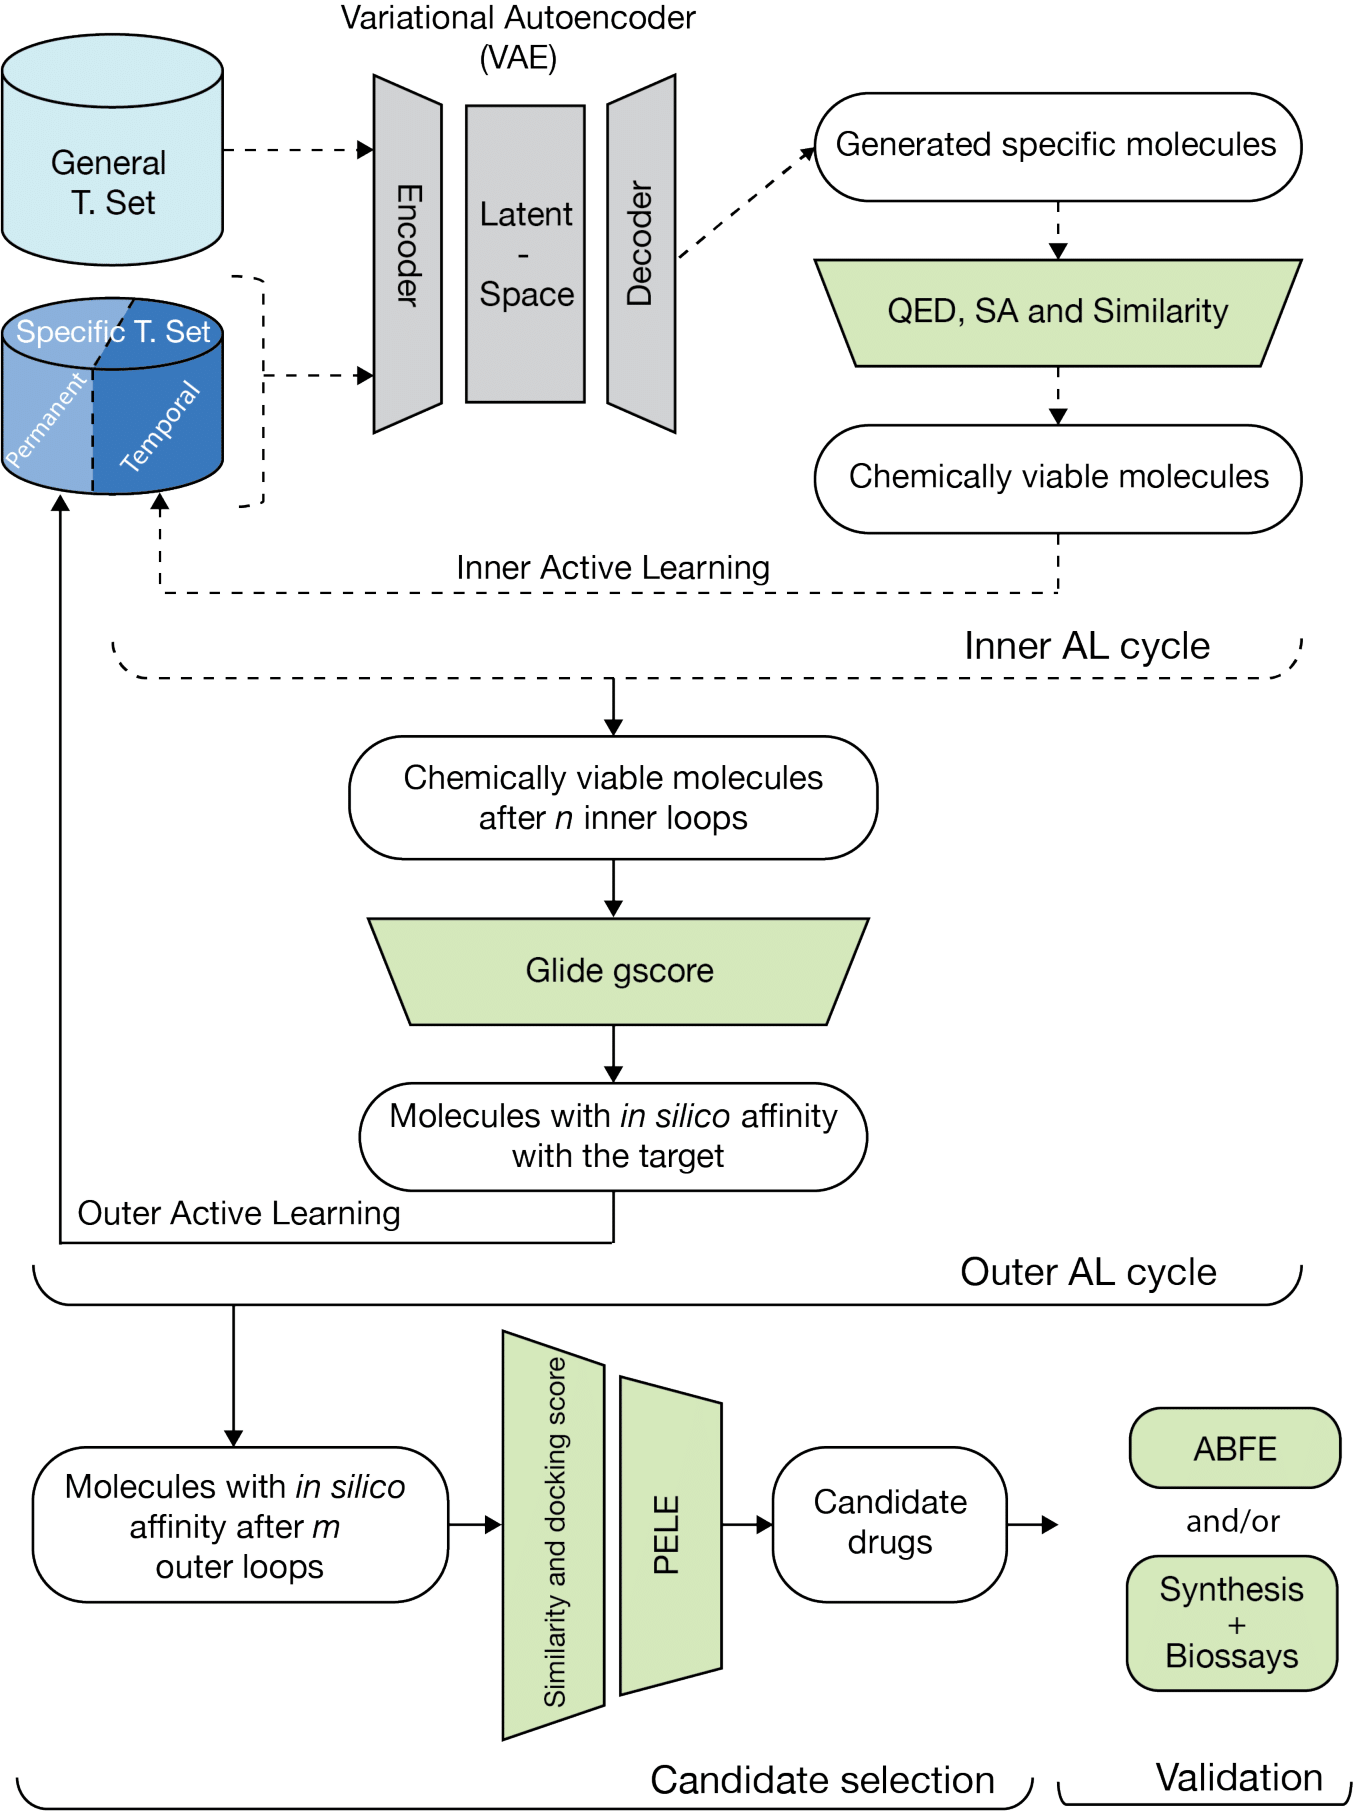 Variational Autoencoder
(VAE)
General
T. Set
Encoder
Latent
-
Space
Decoder
Generated specific molecules
QED, SA and Similarity
Chemically viable molecules
Specific T. Set
Permanent
Temporal
Inner Active Learning
Inner AL cycle
Chemically viable molecules
after n inner loops
Glide gscore
Molecules with in silico affinity
with the target
Outer Active Learning
Outer AL cycle
Molecules with in silico
affinity after m
outer loops
Similarity and docking score
PELE
Candidate
drugs
ABFE
and/or
Synthesis
+
Biossays
Candidate selection
Validation